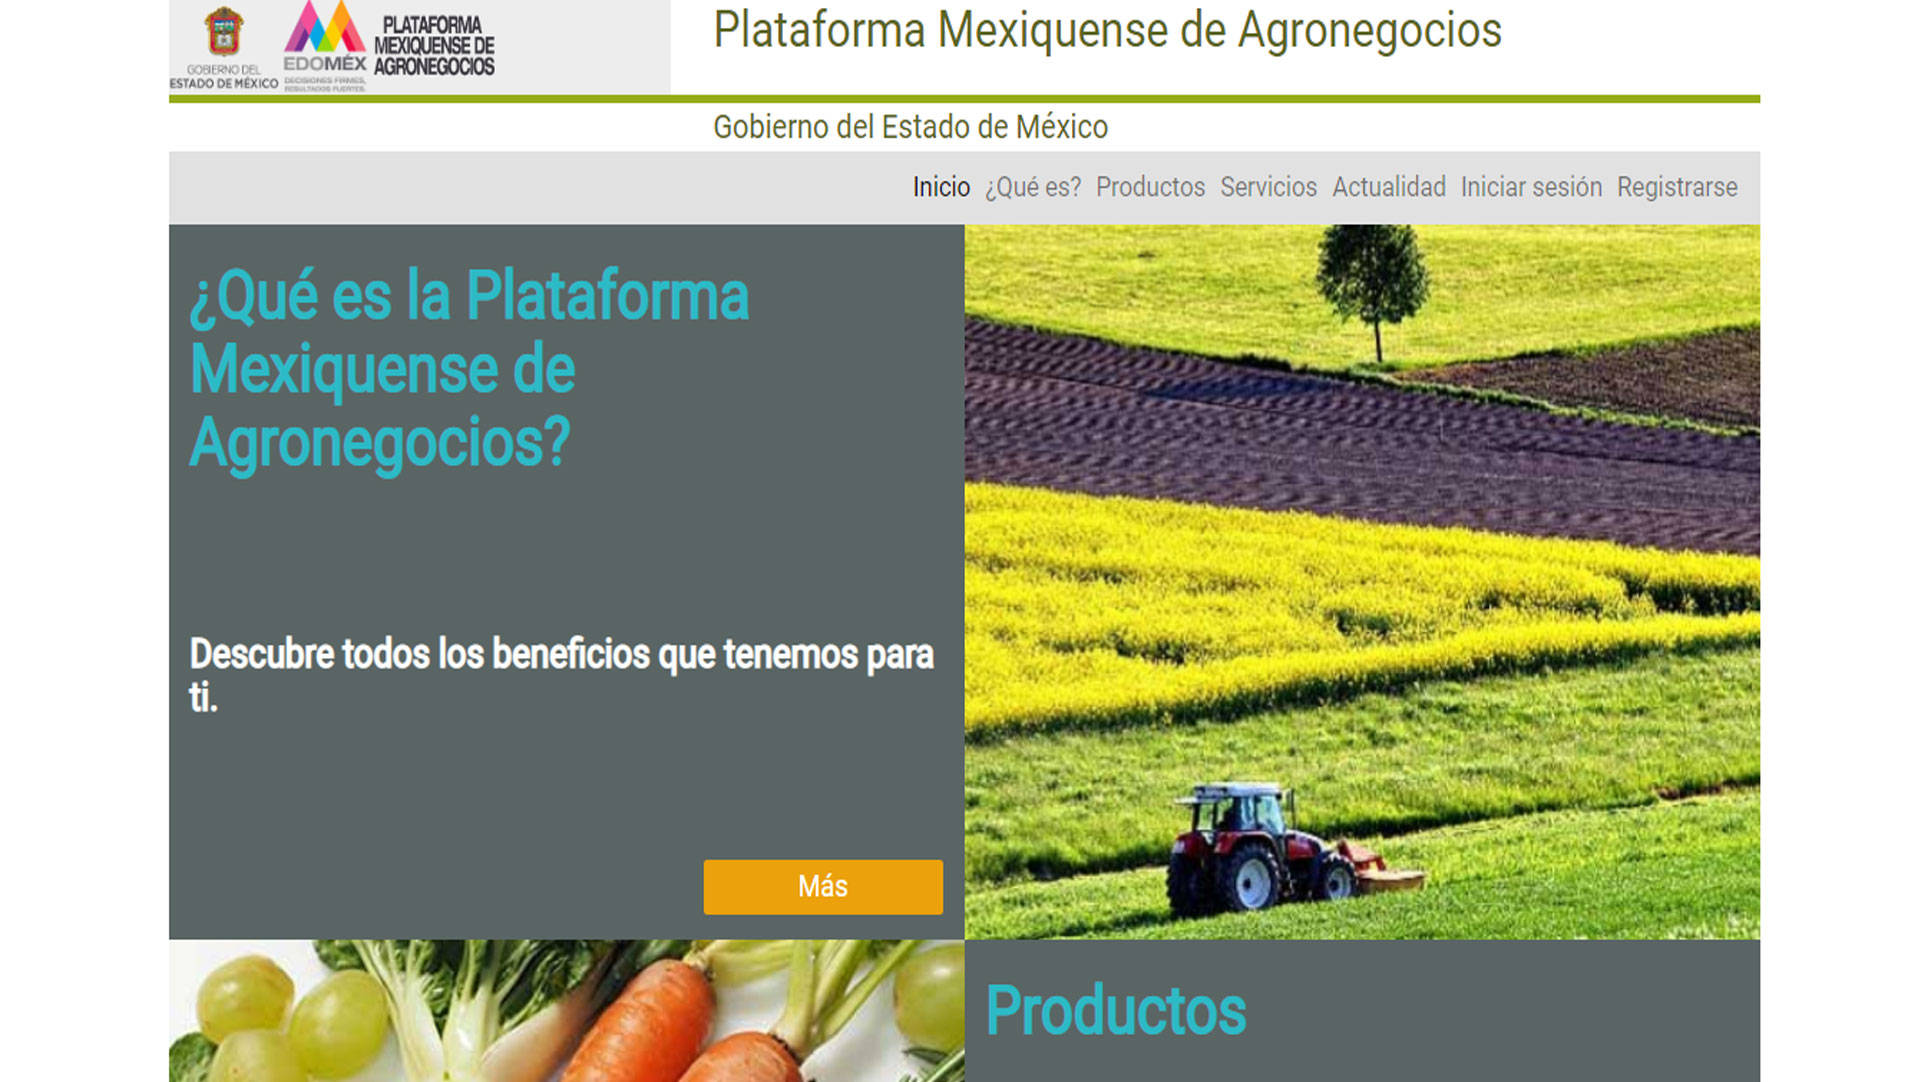 GOBIERNO DEL
ESTADO DE MÉXICO
EDOMÉX
DECISIONES FIRMES,
RESULTADOS FUERTES.
PLATAFORMA
MEXIQUENSE DE
AGRONEGOCIOS
Plataforma Mexiquense de Agronegocios
Gobierno del Estado de México
Inicio ¿Qué es? Productos Servicios Actualidad Iniciar sesión Registrarse
¿Qué es la Plataforma
Mexiquense de
Agronegocios?
Descubre todos los beneficios que tenemos para
ti.
Más
Productos